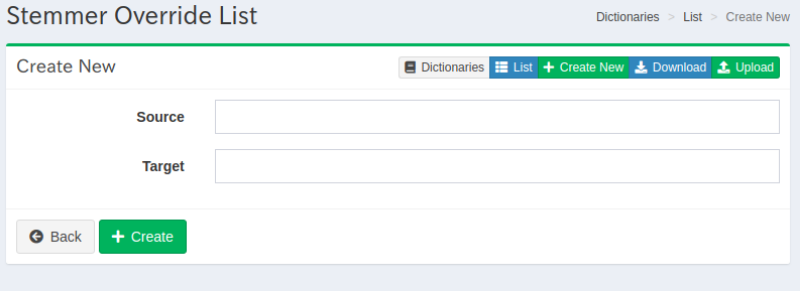 Stemmer Override List
Dictionaries > List > Create New
Create New
Dictionaries List Create New Download Upload
Source
Target
Back Create